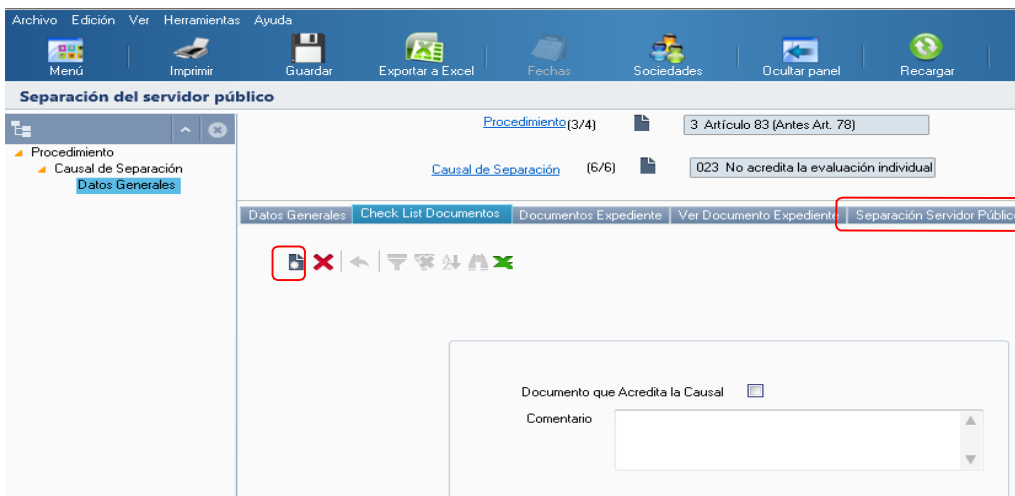 Archivo Edición Ver Herramientas Ayuda
Menú Imprimir Guardar Exportar a Excel Fechas Sociedades Ocultar panel Recargar
Separación del servidor público
Procedimiento (3/4) 3 Artículo 83 (Antes Art. 78)
Procedimiento
Causal de Separación
Datos Generales
Causal de Separación (6/6) 023 No acredita la evaluación individual
Datos Generales Check List Documentos Documentos Expediente Ver Documento Expediente Separación Servidor Público
Documento que Acredita la Causal
Comentario